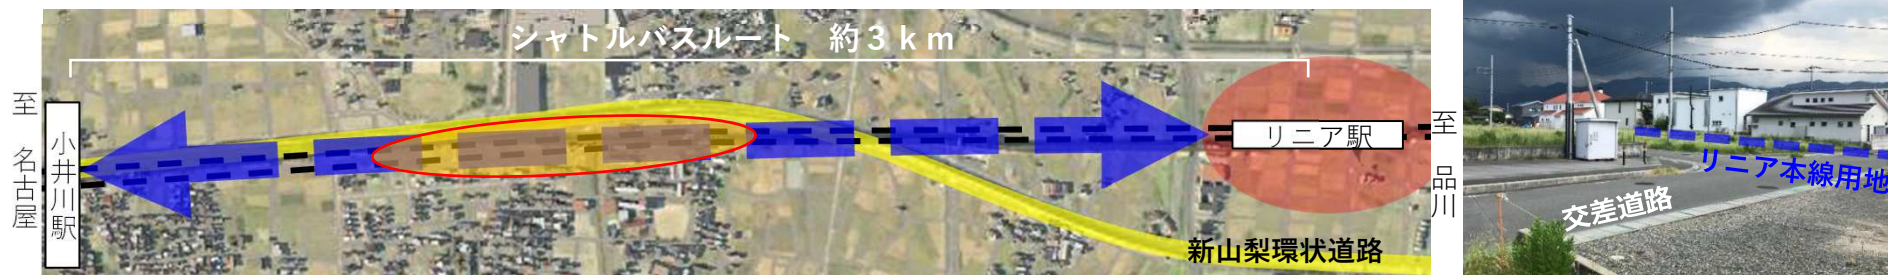 シャトルバスルート　約３ｋｍ
至　名古屋
小井川駅
リニア駅
至　品川
新山梨環状道路
リニア本線用地
交差道路